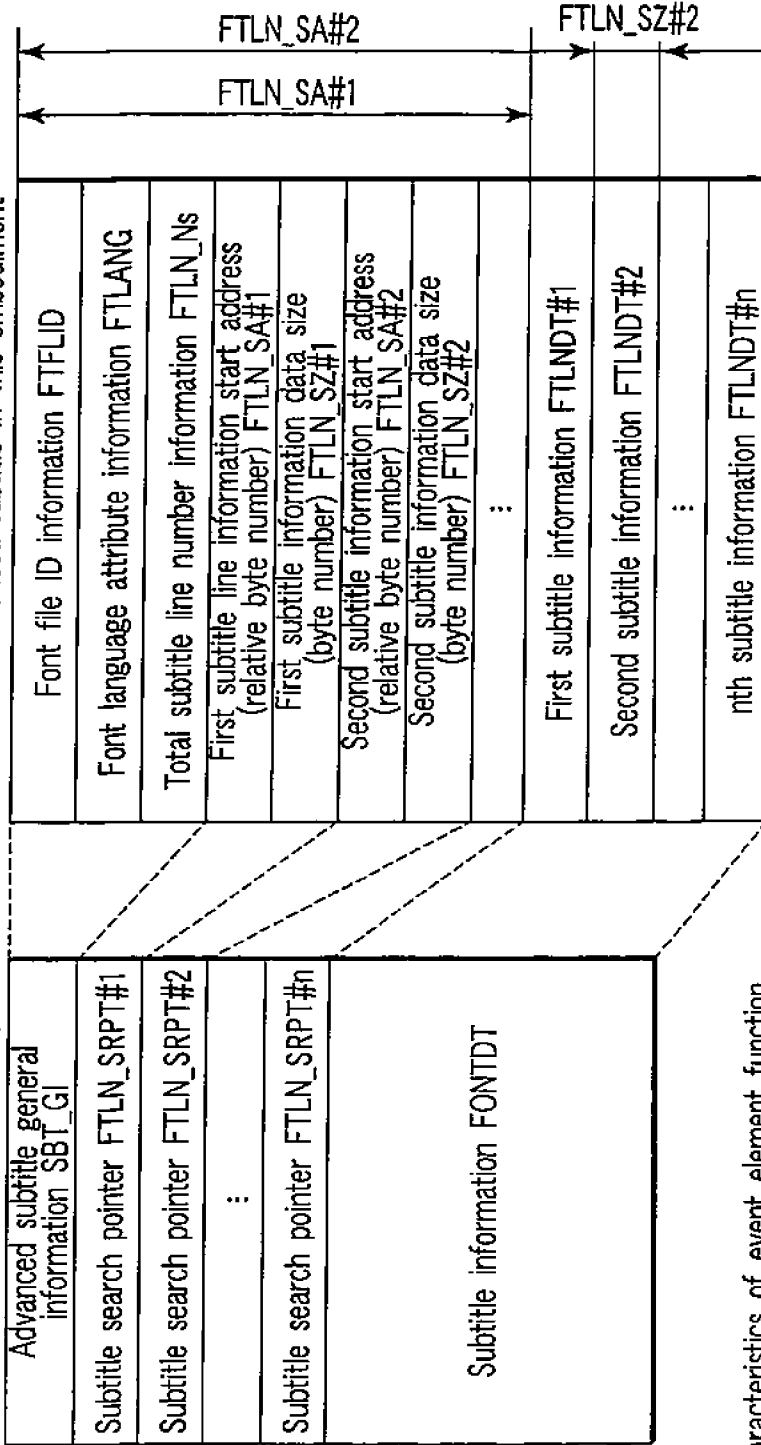 FTLN_SZ#2
FTLN_SA#2
FTLN_SA#1
Advanced subtitle general
information SBT_GI
Subtitle search pointer FTLN_SRPT#1
Subtitle search pointer FTLN_SRPT#2
⋮
Subtitle search pointer FTLN_SRPT#n
Subtitle information FONTDT
Font file ID information FTFLID
Font language attribute information FTLANG
Total subtitle line number information FTLN_Ns
First subtitle line information start address
(relative byte number) FTLN_SA#1
First subtitle information data size
(byte number) FTLN_SZ#1
Second subtitle information start address
(relative byte number) FTLN_SA#2
Second subtitle information data size
(byte number) FTLN_SZ#2
⋮
First subtitle information FTLNDT#1
Second subtitle information FTLNDT#2
⋮
nth subtitle information FTLNDT#n
of event element function